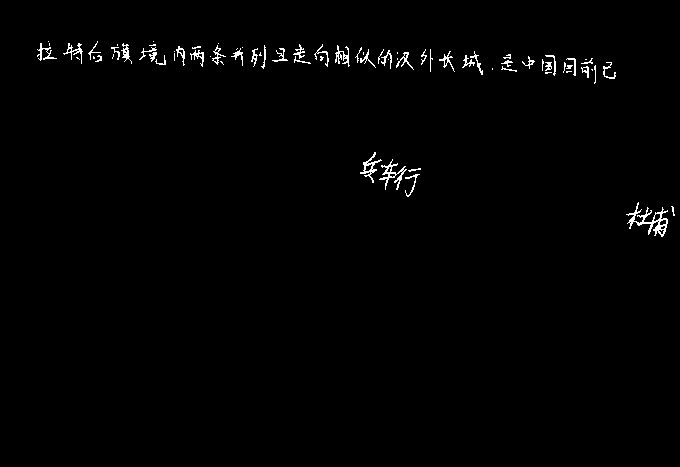 拉特后旗境内两条并列且走向相似的汉外长城.是中国目前已
兵车行
杜甫